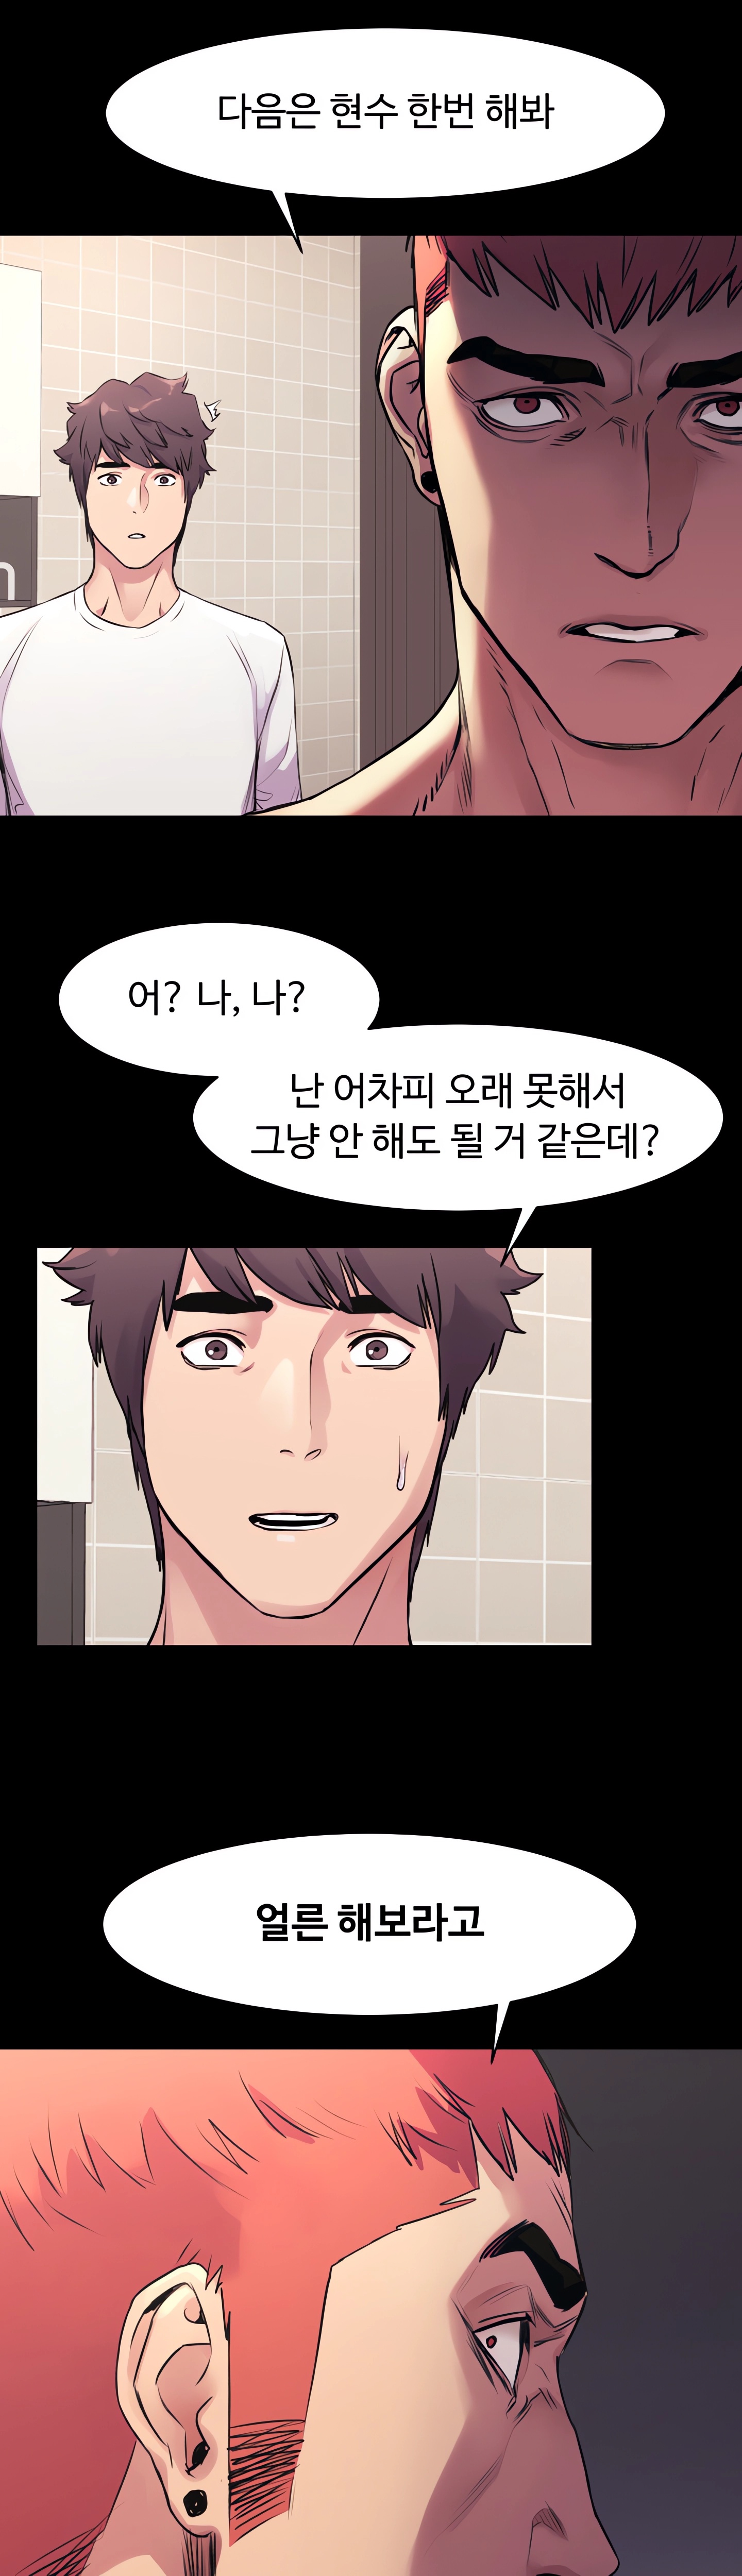 다음은 현수 한번 해봐
어? 나, 나?
난 어차피 오래 못해서
그냥 안 해도 될 거 같은데?
얼른 해보라고